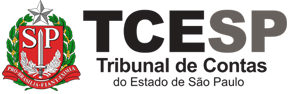 TCESP
Tribunal de Contas
do Estado de São Paulo
SP